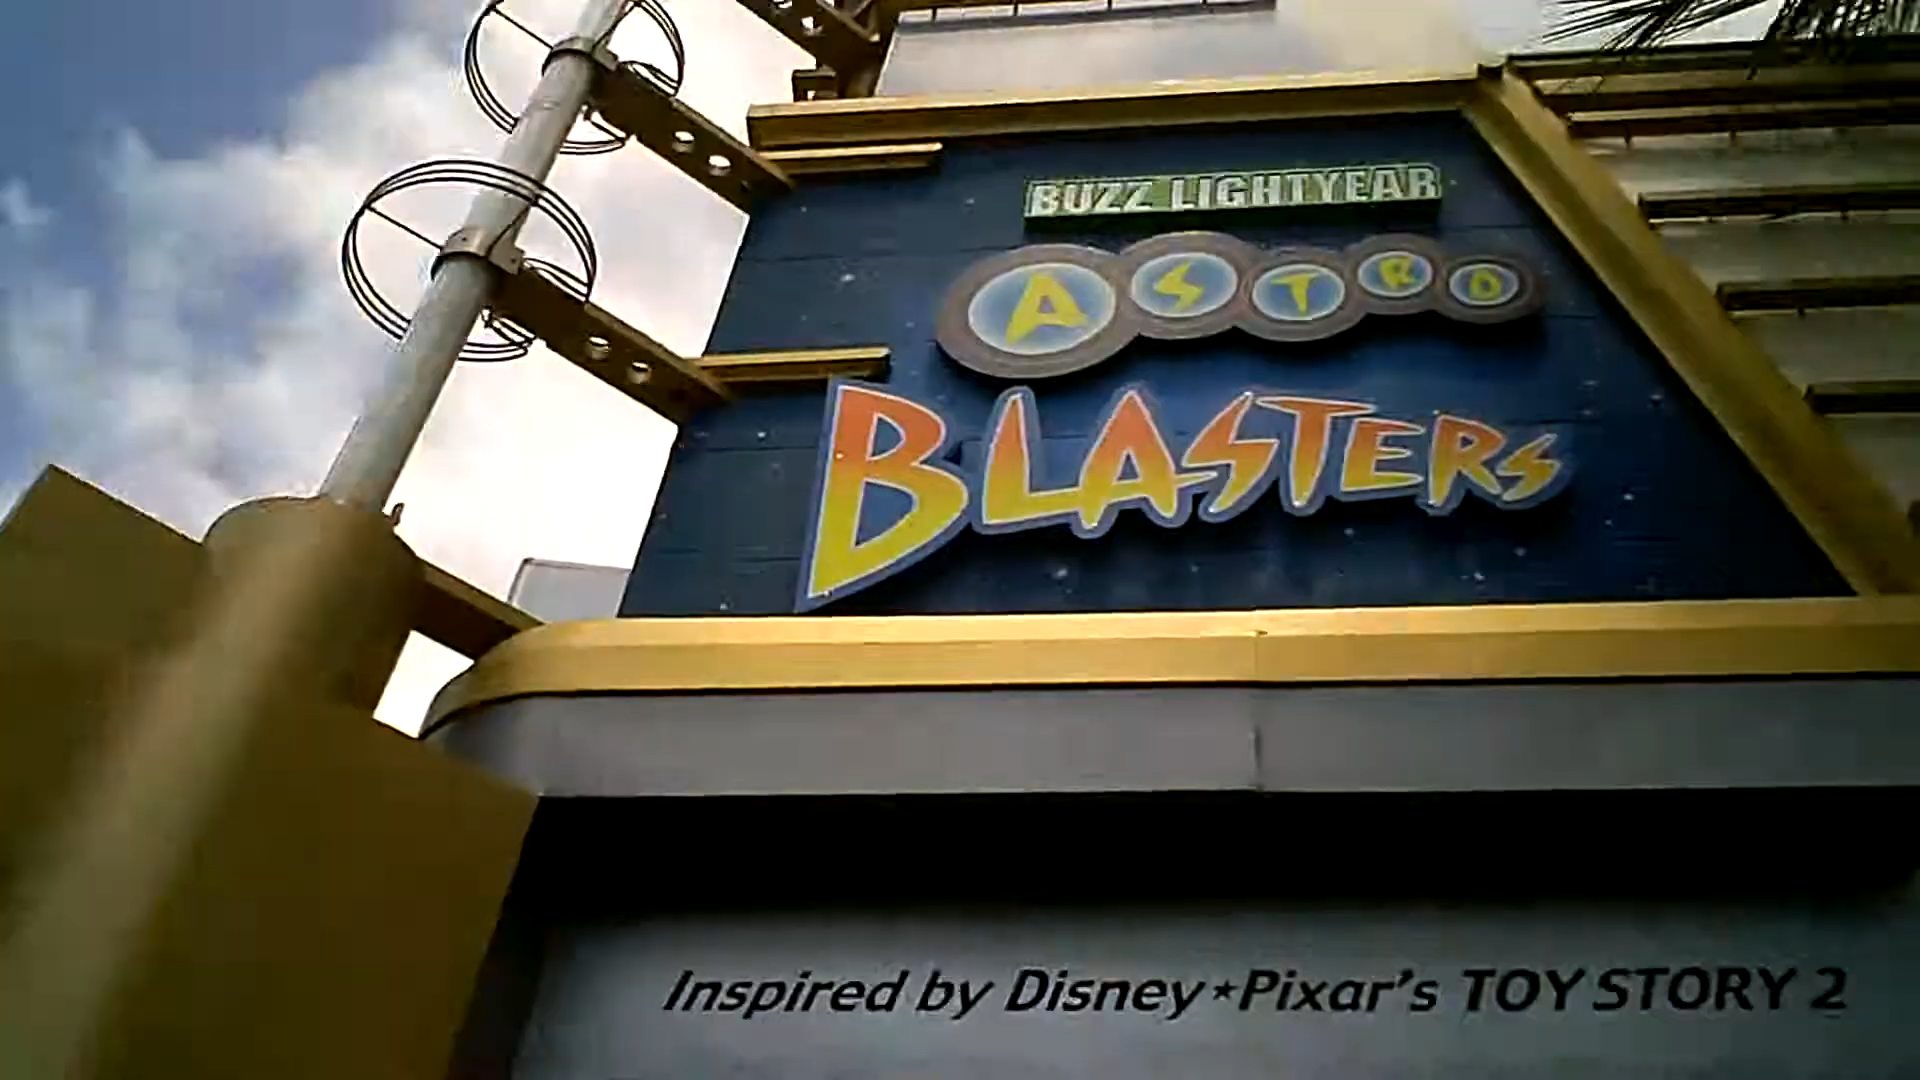 BUZZ LIGHTYEAR
ASTRO
BLASTERS
Inspired by Disney★Pixar's TOY STORY 2